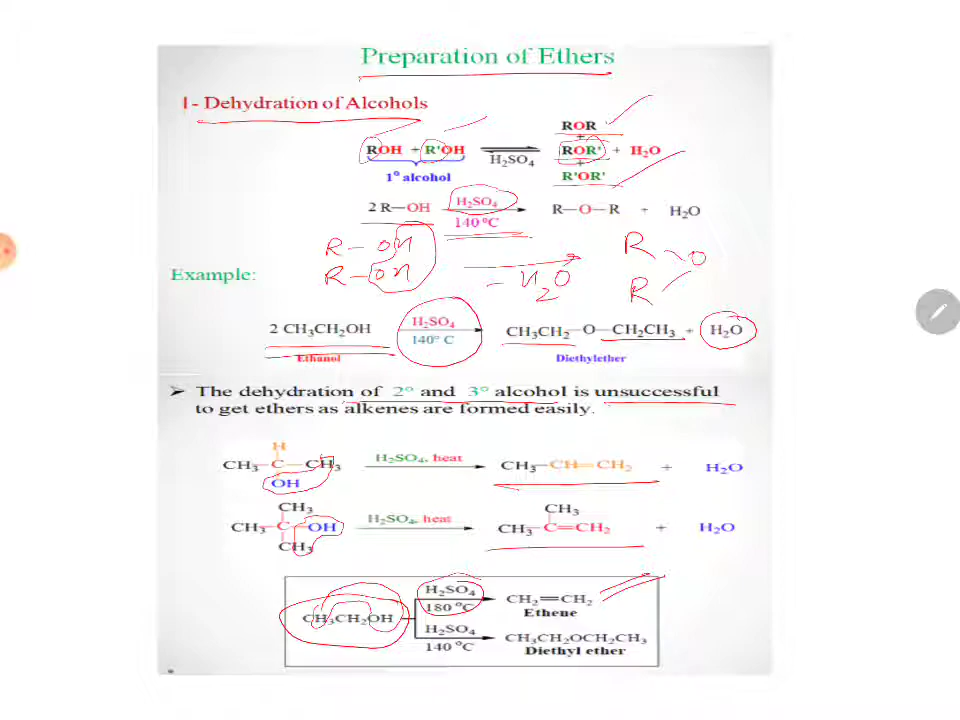 Preparation of Ethers
1- Dehydration of Alcohols
ROH + R'OH ⇌ H₂SO₄ ROR + ROR' + R'OR' + H₂O
1° alcohol
2 R—OH H₂SO₄ 140 °C → R—O—R + H₂O
R - OH
R - OH
- H₂O
R
O
R
Example:
2 CH₃CH₂OH H₂SO₄ 140° C → CH₃CH₂—O—CH₂CH₃ + H₂O
Ethanol Diethylether
➢ The dehydration of 2° and 3° alcohol is unsuccessful
to get ethers as alkenes are formed easily.
H
CH₃—C—CH₃ H₂SO₄, heat → CH₃—CH=CH₂ + H₂O
OH
CH₃ CH₃
CH₃—C—OH H₂SO₄, heat → CH₃—C=CH₂ + H₂O
CH₃
CH₃CH₂OH H₂SO₄ 180 °C → CH₂=CH₂
Ethene
H₂SO₄ 140 °C → CH₃CH₂OCH₂CH₃
Diethyl ether